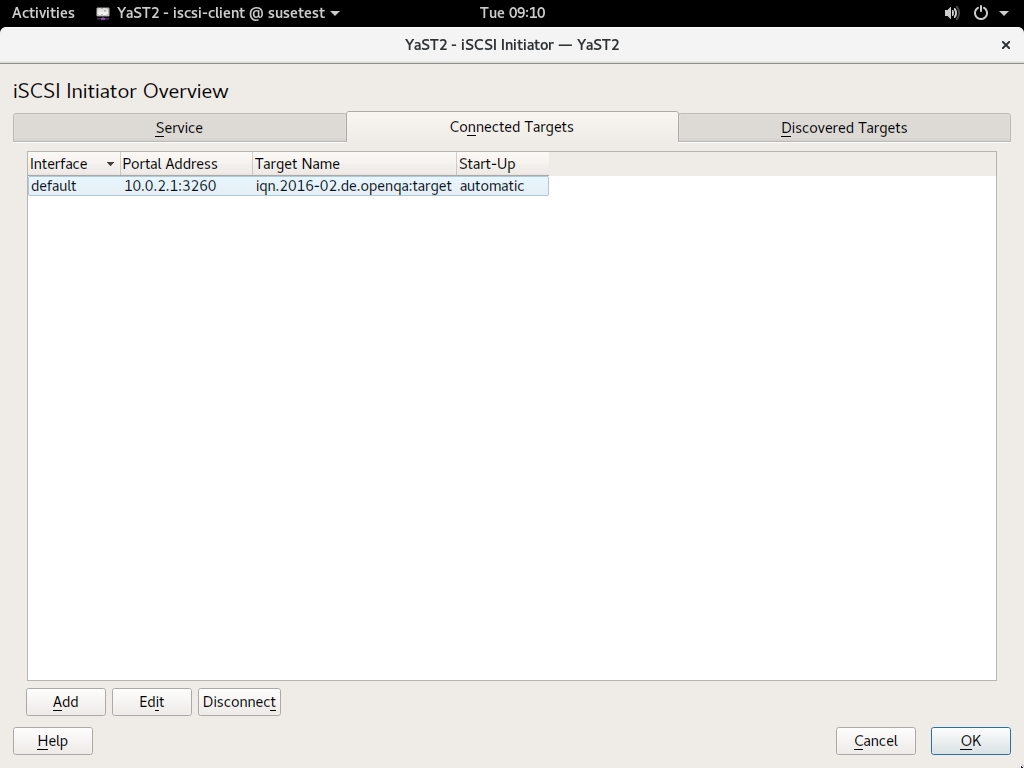 Activities YaST2 - iscsi-client @ susetest Tue 09:10
YaST2 - iSCSI Initiator — YaST2
iSCSI Initiator Overview
Service Connected Targets Discovered Targets
Interface Portal Address Target Name Start-Up
default 10.0.2.1:3260 iqn.2016-02.de.openqa:target automatic
Add Edit Disconnect
Help Cancel OK